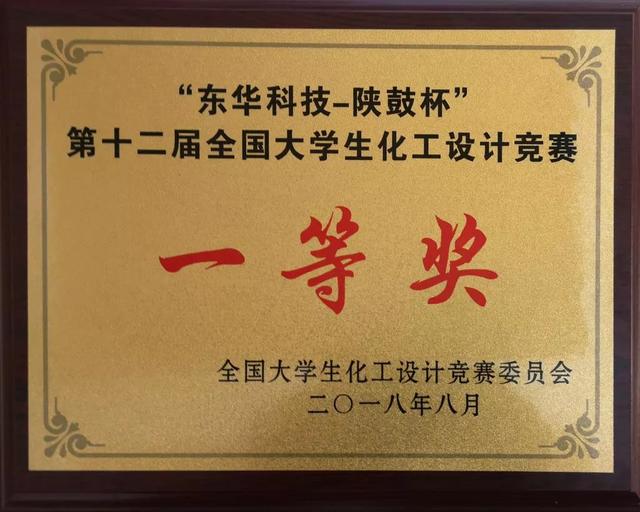 “东华科技-陕鼓杯”
第十二届全国大学生化工设计竞赛
一等奖
全国大学生化工设计竞赛委员会
二〇一八年八月